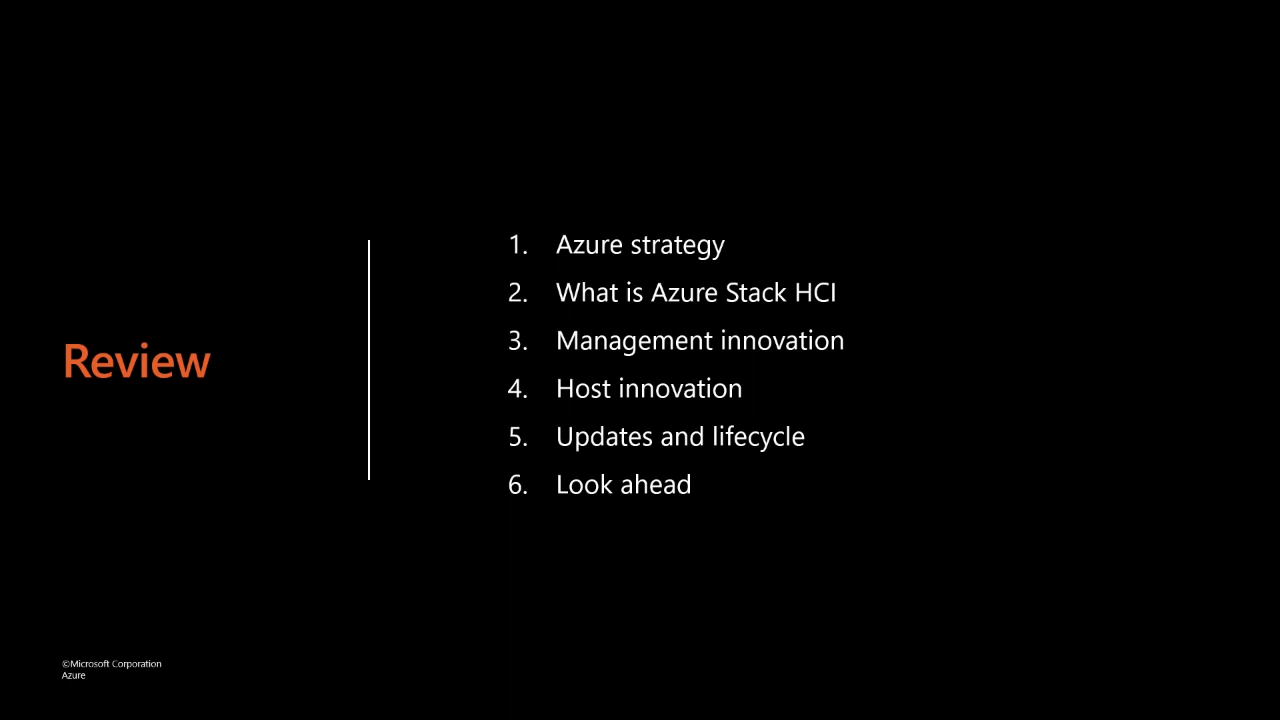 Review
1. Azure strategy
2. What is Azure Stack HCI
3. Management innovation
4. Host innovation
5. Updates and lifecycle
6. Look ahead
©Microsoft Corporation
Azure